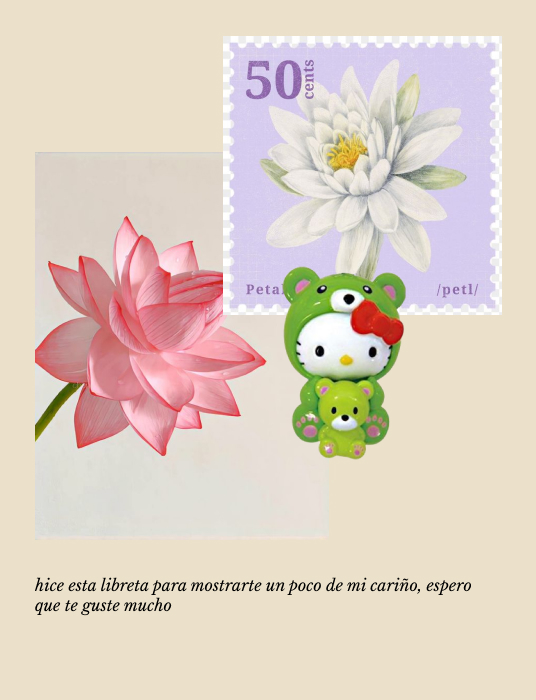 50 cents
Peta
/petl/
hice esta libreta para mostrarte un poco de mi cariño, espero
que te guste mucho